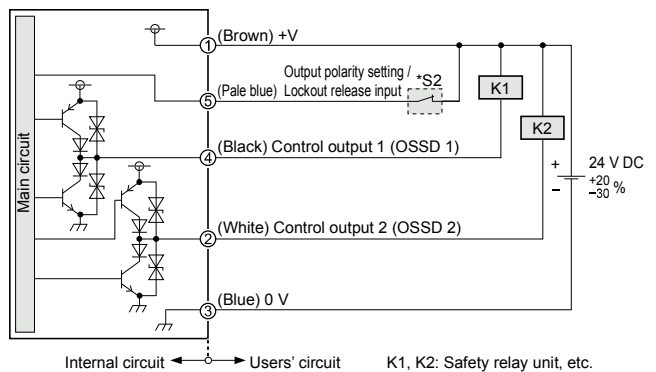 (Brown) +V
1
Output polarity setting /
Lockout release input
*S2
(Pale blue)
5
K1
K2
(Black) Control output 1 (OSSD 1)
4
Main circuit
+
−
24 V DC
+20
−30 %
(White) Control output 2 (OSSD 2)
2
(Blue) 0 V
3
Internal circuit
Users' circuit
K1, K2: Safety relay unit, etc.